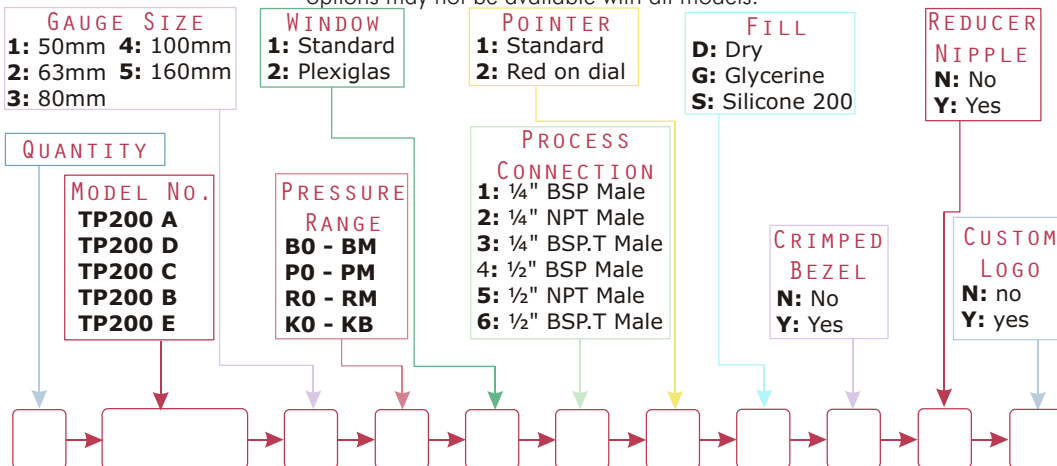 options may not be available with all models.
GAUGE SIZE
1: 50mm 4: 100mm
2: 63mm 5: 160mm
3: 80mm
WINDOW
1: Standard
2: Plexiglas
POINTER
1: Standard
2: Red on dial
FILL
D: Dry
G: Glycerine
S: Silicone 200
REDUCER
NIPPLE
N: No
Y: Yes
QUANTITY
MODEL NO.
TP200 A
TP200 D
TP200 C
TP200 B
TP200 E
PRESSURE
RANGE
B0 - BM
P0 - PM
R0 - RM
K0 - KB
PROCESS
CONNECTION
1: ¼" BSP Male
2: ¼" NPT Male
3: ¼" BSP.T Male
4: ½" BSP Male
5: ½" NPT Male
6: ½" BSP.T Male
CRIMPED
BEZEL
N: No
Y: Yes
CUSTOM
LOGO
N: no
Y: yes